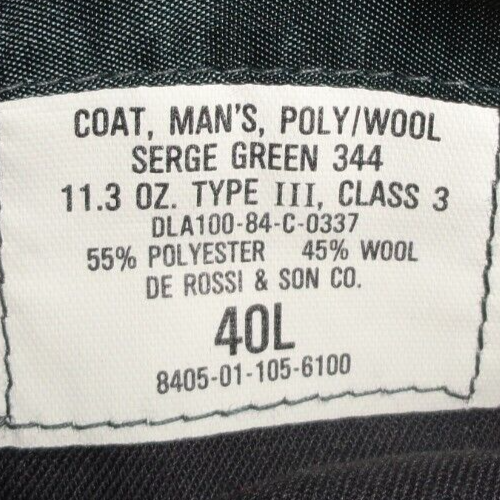 COAT, MAN'S, POLY/WOOL
SERGE GREEN 344
11.3 OZ. TYPE III, CLASS 3
DLA100-84-C-0337
55% POLYESTER 45% WOOL
DE ROSSI & SON CO.
40L
8405-01-105-6100